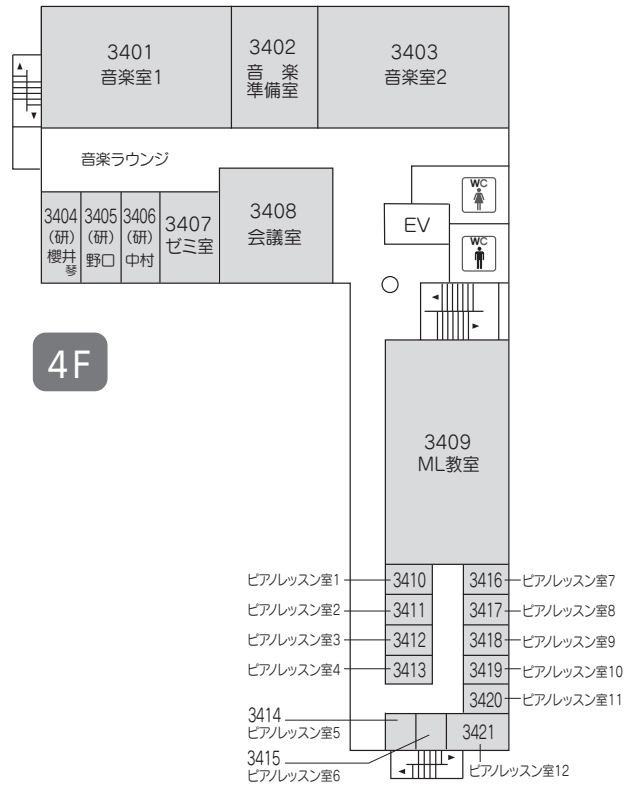 3401
音楽室1
3402
音 楽
準備室
3403
音楽室2
音楽ラウンジ
3404
(研)
櫻井
琴
3405
(研)
野口
3406
(研)
中村
3407
ゼミ室
3408
会議室
WC
EV
WC
4F
3409
ML教室
ピアノレッスン室1
3410
3416
ピアノレッスン室7
ピアノレッスン室2
3411
3417
ピアノレッスン室8
ピアノレッスン室3
3412
3418
ピアノレッスン室9
ピアノレッスン室4
3413
3419
ピアノレッスン室10
3420
ピアノレッスン室11
3414
ピアノレッスン室5
3421
3415
ピアノレッスン室6
ピアノレッスン室12